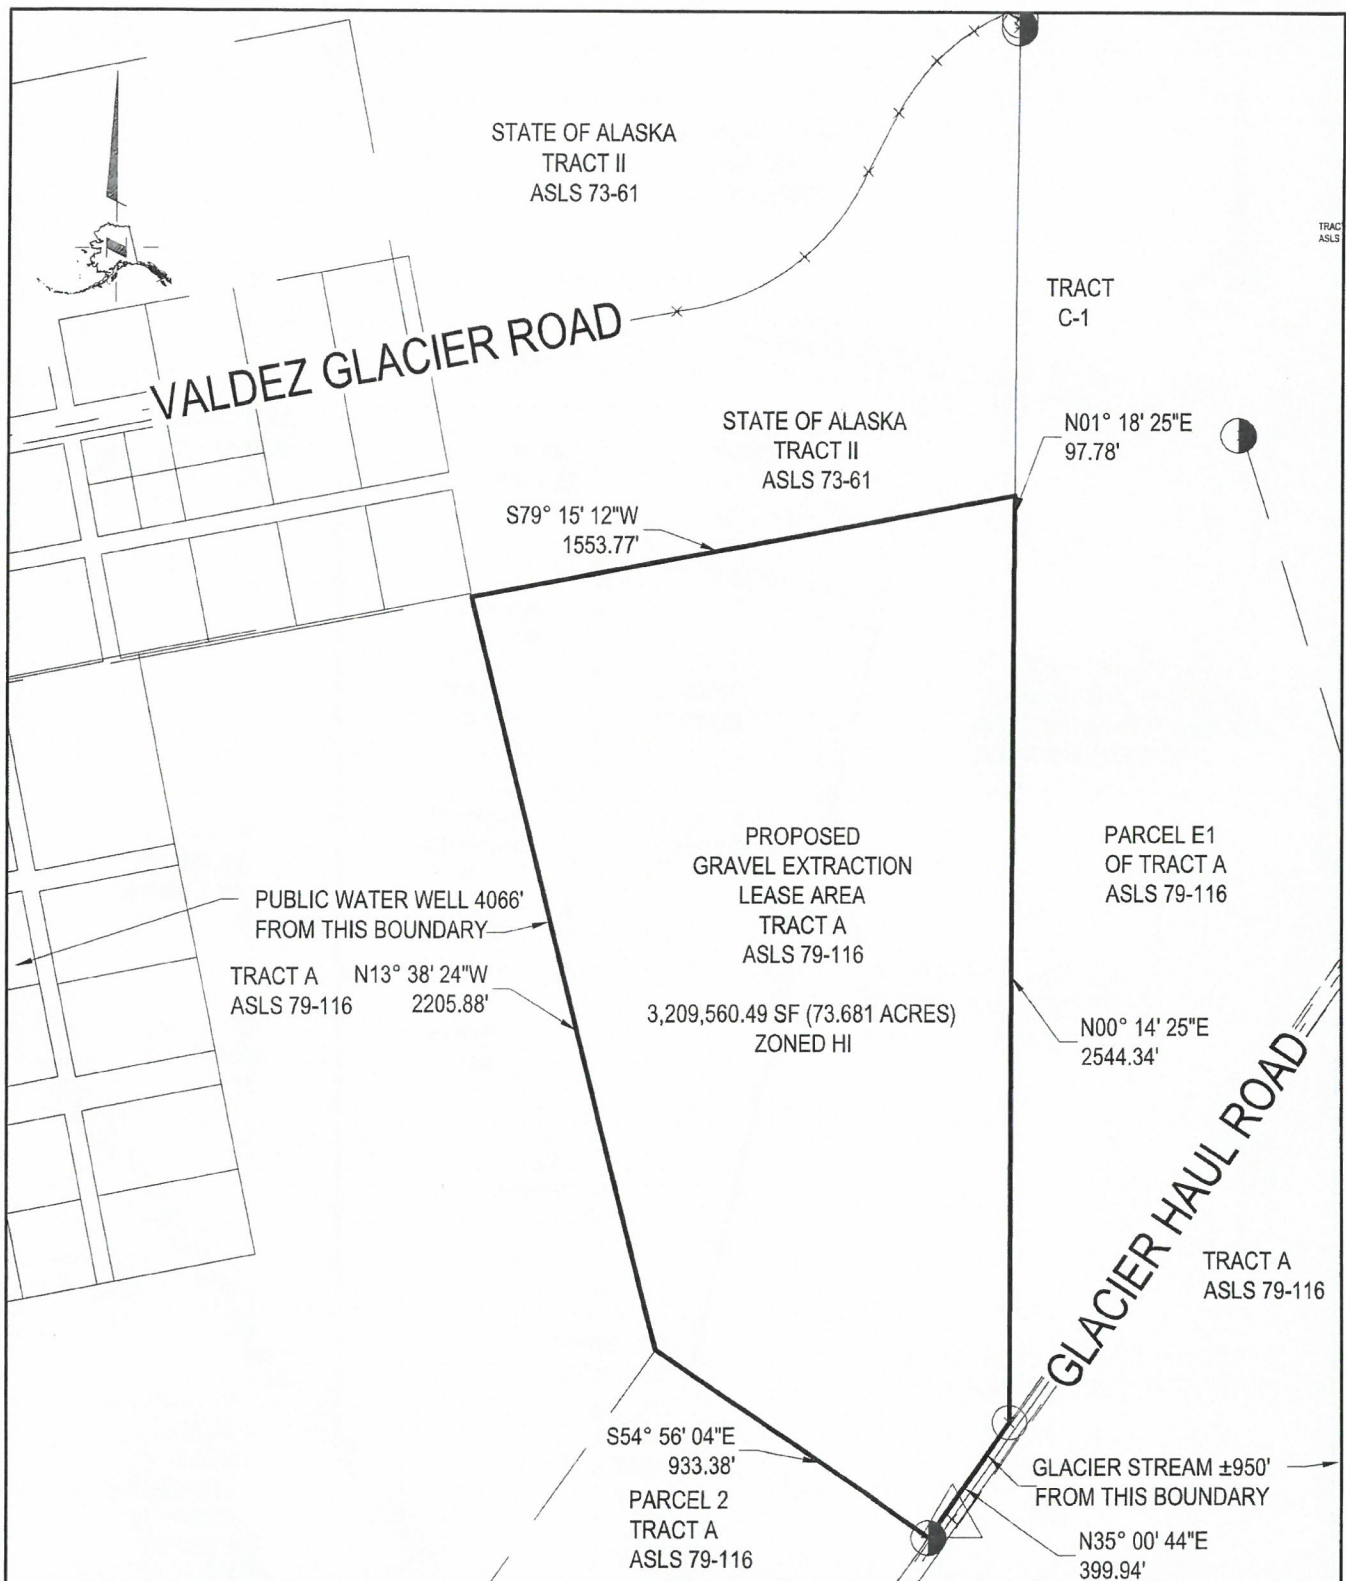 STATE OF ALASKA
TRACT II
ASLS 73-61
TRACT
C-1
VALDEZ GLACIER ROAD
STATE OF ALASKA
TRACT II
ASLS 73-61
N01° 18' 25"E
97.78'
S79° 15' 12"W
1553.77'
PROPOSED
GRAVEL EXTRACTION
LEASE AREA
TRACT A
ASLS 79-116
3,209,560.49 SF (73.681 ACRES)
ZONED HI
PARCEL E1
OF TRACT A
ASLS 79-116
PUBLIC WATER WELL 4066'
FROM THIS BOUNDARY
TRACT A
ASLS 79-116
N13° 38' 24"W
2205.88'
N00° 14' 25"E
2544.34'
GLACIER HAUL ROAD
TRACT A
ASLS 79-116
S54° 56' 04"E
933.38'
PARCEL 2
TRACT A
ASLS 79-116
GLACIER STREAM ±950'
FROM THIS BOUNDARY
N35° 00' 44"E
399.94'